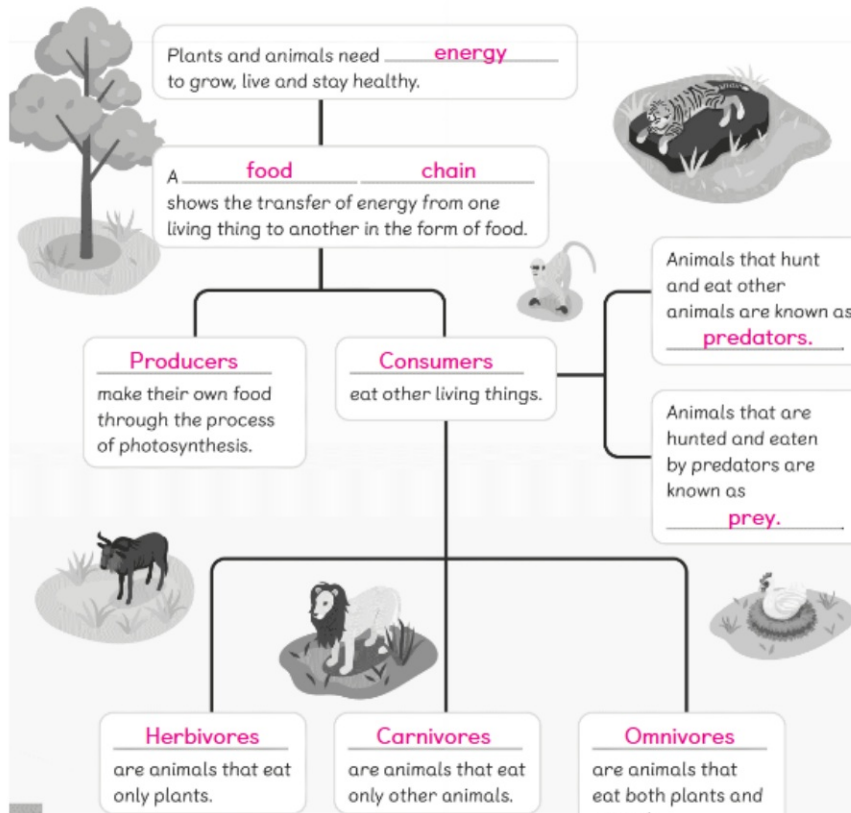 Plants and animals need energy
to grow, live and stay healthy.
A food chain
shows the transfer of energy from one
living thing to another in the form of food.
Animals that hunt
and eat other
animals are known as
predators.
Producers
make their own food
through the process
of photosynthesis.
Consumers
eat other living things.
Animals that are
hunted and eaten
by predators are
known as
prey.
Herbivores
are animals that eat
only plants.
Carnivores
are animals that eat
only other animals.
Omnivores
are animals that
eat both plants and